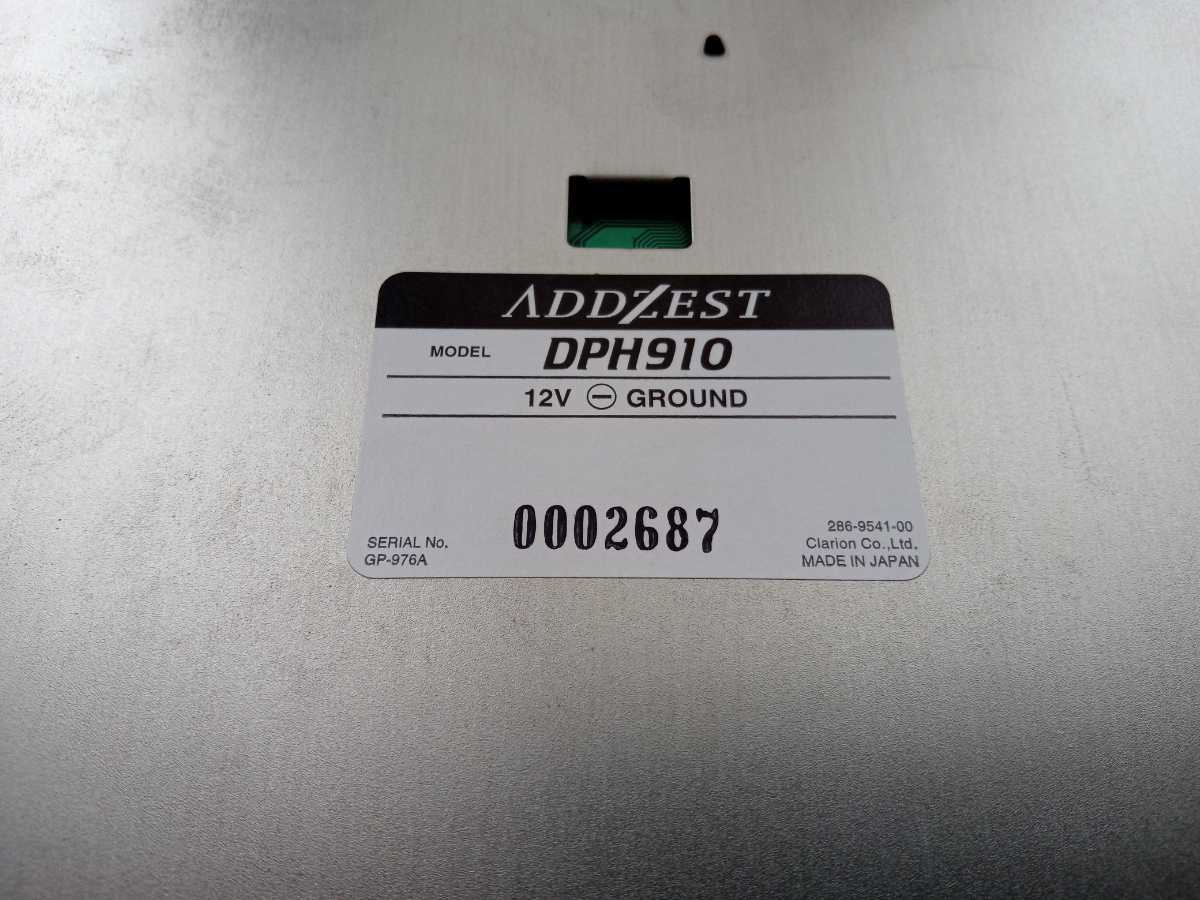 ADDZEST
MODEL DPH910
12V ⊖ GROUND
0002687
SERIAL No.
GP-976A
286-9541-00
Clarion Co.,Ltd.
MADE IN JAPAN